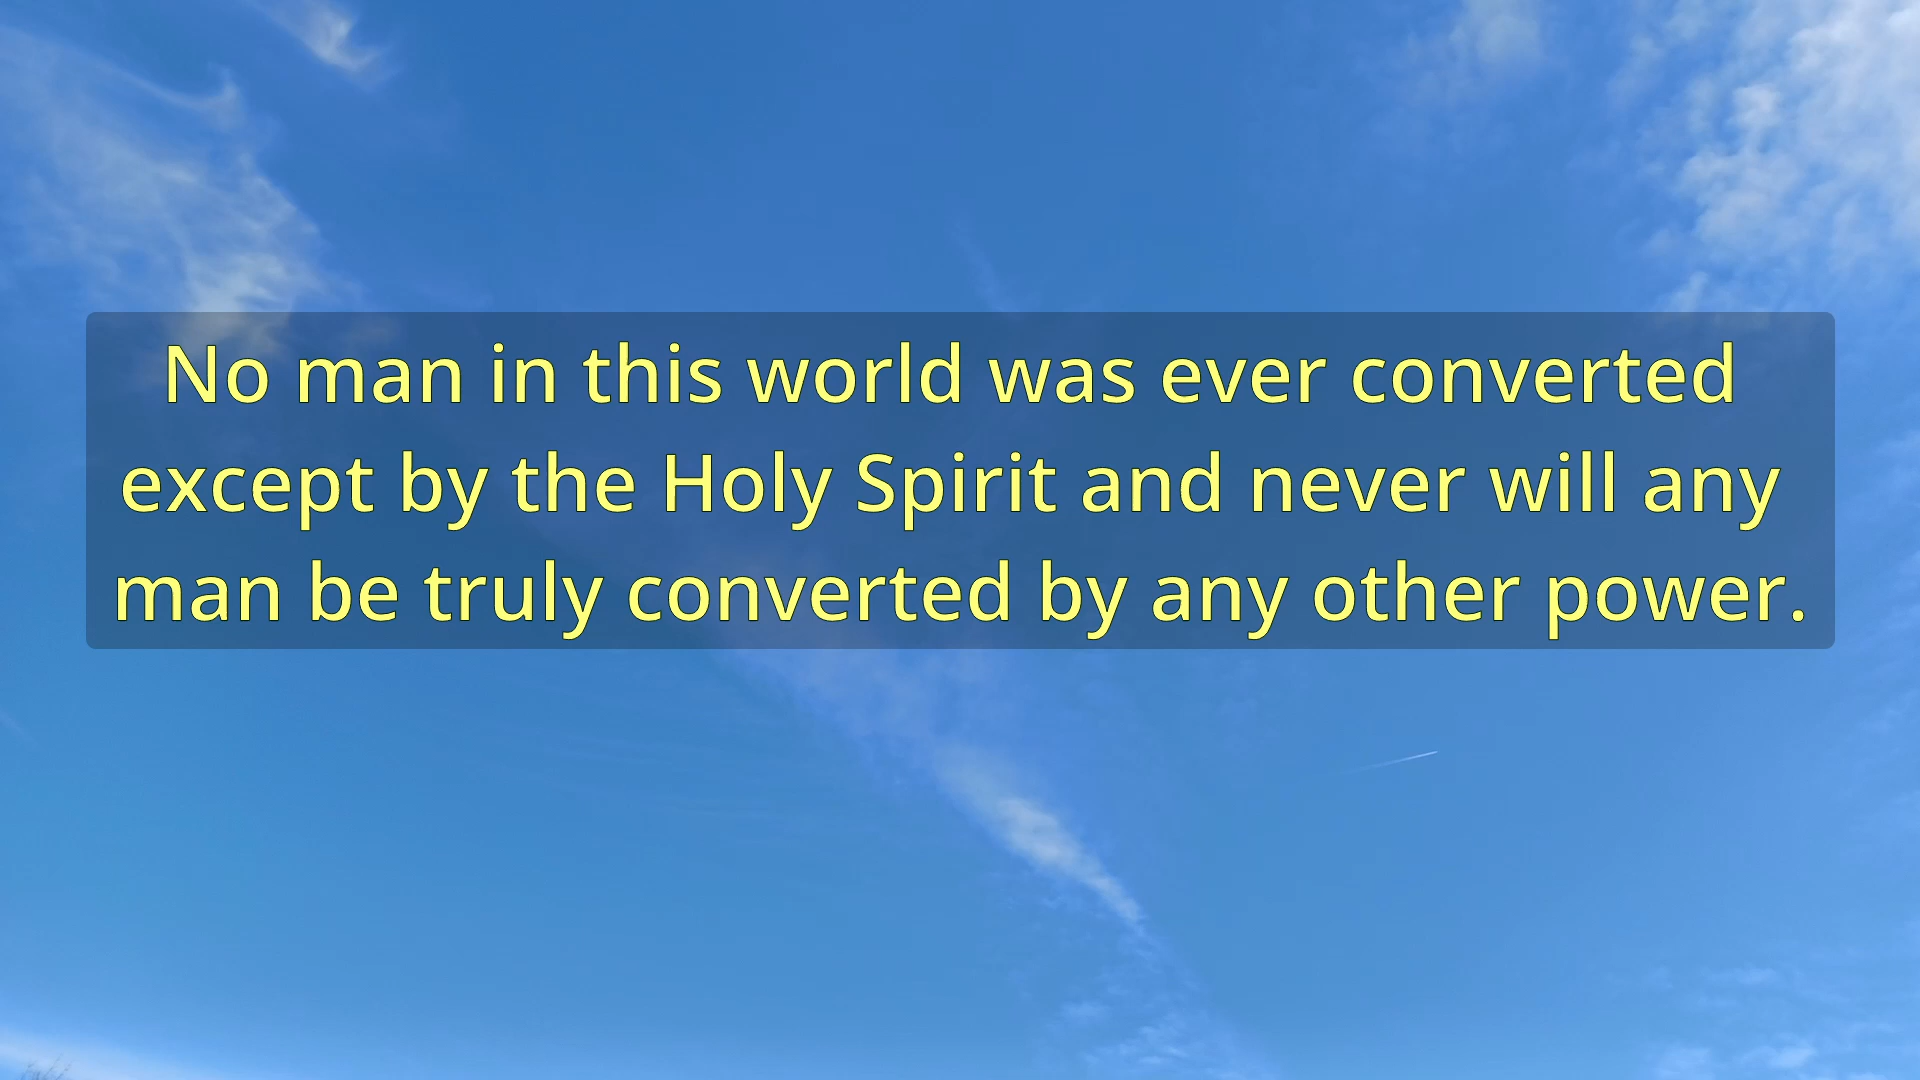 No man in this world was ever converted
except by the Holy Spirit and never will any
man be truly converted by any other power.